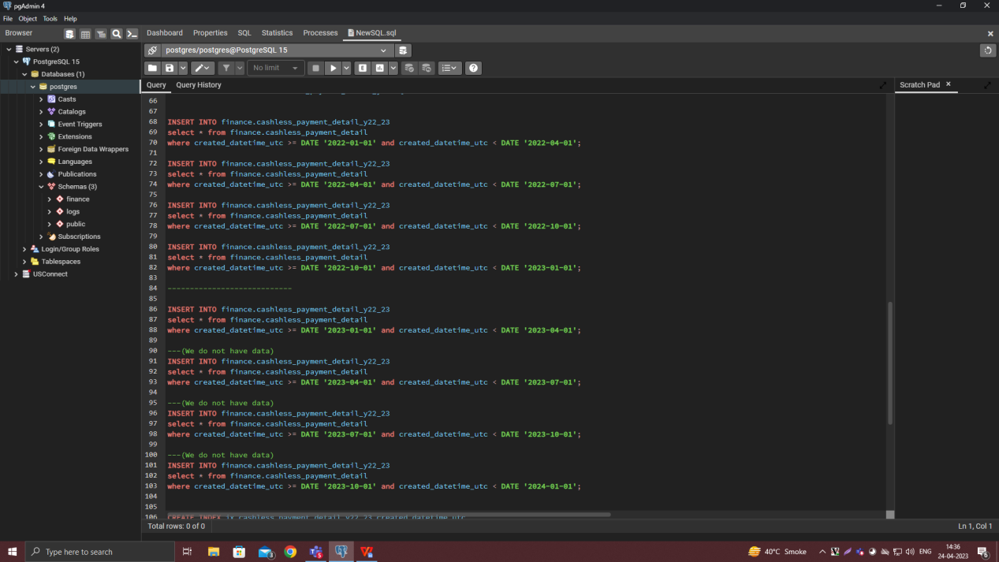 pgAdmin 4
File Object Tools Help
Browser
Dashboard Properties SQL Statistics Processes NewSQL.sql
Servers (2)
PostgreSQL 15
Databases (1)
postgres
Casts
Catalogs
Event Triggers
Extensions
Foreign Data Wrappers
Languages
Publications
Schemas (3)
finance
logs
public
Subscriptions
Login/Group Roles
Tablespaces
USConnect
postgres/postgres@PostgreSQL 15
No limit
Query Query History
Scratch Pad
66
67
68 INSERT INTO finance.cashless_payment_detail_y22_23
69 select * from finance.cashless_payment_detail
70 where created_datetime_utc >= DATE '2022-01-01' and created_datetime_utc < DATE '2022-04-01';
71
72 INSERT INTO finance.cashless_payment_detail_y22_23
73 select * from finance.cashless_payment_detail
74 where created_datetime_utc >= DATE '2022-04-01' and created_datetime_utc < DATE '2022-07-01';
75
76 INSERT INTO finance.cashless_payment_detail_y22_23
77 select * from finance.cashless_payment_detail
78 where created_datetime_utc >= DATE '2022-07-01' and created_datetime_utc < DATE '2022-10-01';
79
80 INSERT INTO finance.cashless_payment_detail_y22_23
81 select * from finance.cashless_payment_detail
82 where created_datetime_utc >= DATE '2022-10-01' and created_datetime_utc < DATE '2023-01-01';
83
84 ----------------------------
85
86 INSERT INTO finance.cashless_payment_detail_y22_23
87 select * from finance.cashless_payment_detail
88 where created_datetime_utc >= DATE '2023-01-01' and created_datetime_utc < DATE '2023-04-01';
89
90 ---(We do not have data)
91 INSERT INTO finance.cashless_payment_detail_y22_23
92 select * from finance.cashless_payment_detail
93 where created_datetime_utc >= DATE '2023-04-01' and created_datetime_utc < DATE '2023-07-01';
94
95 ---(We do not have data)
96 INSERT INTO finance.cashless_payment_detail_y22_23
97 select * from finance.cashless_payment_detail
98 where created_datetime_utc >= DATE '2023-07-01' and created_datetime_utc < DATE '2023-10-01';
99
100 ---(We do not have data)
101 INSERT INTO finance.cashless_payment_detail_y22_23
102 select * from finance.cashless_payment_detail
103 where created_datetime_utc >= DATE '2023-10-01' and created_datetime_utc < DATE '2024-01-01';
104
105
106 CREATE INDEX ix_cashless_payment_detail_y22_23_created_datetime_utc
Total rows: 0 of 0
Ln 1, Col 1
Type here to search
40°C Smoke
ENG
14:36
24-04-2023